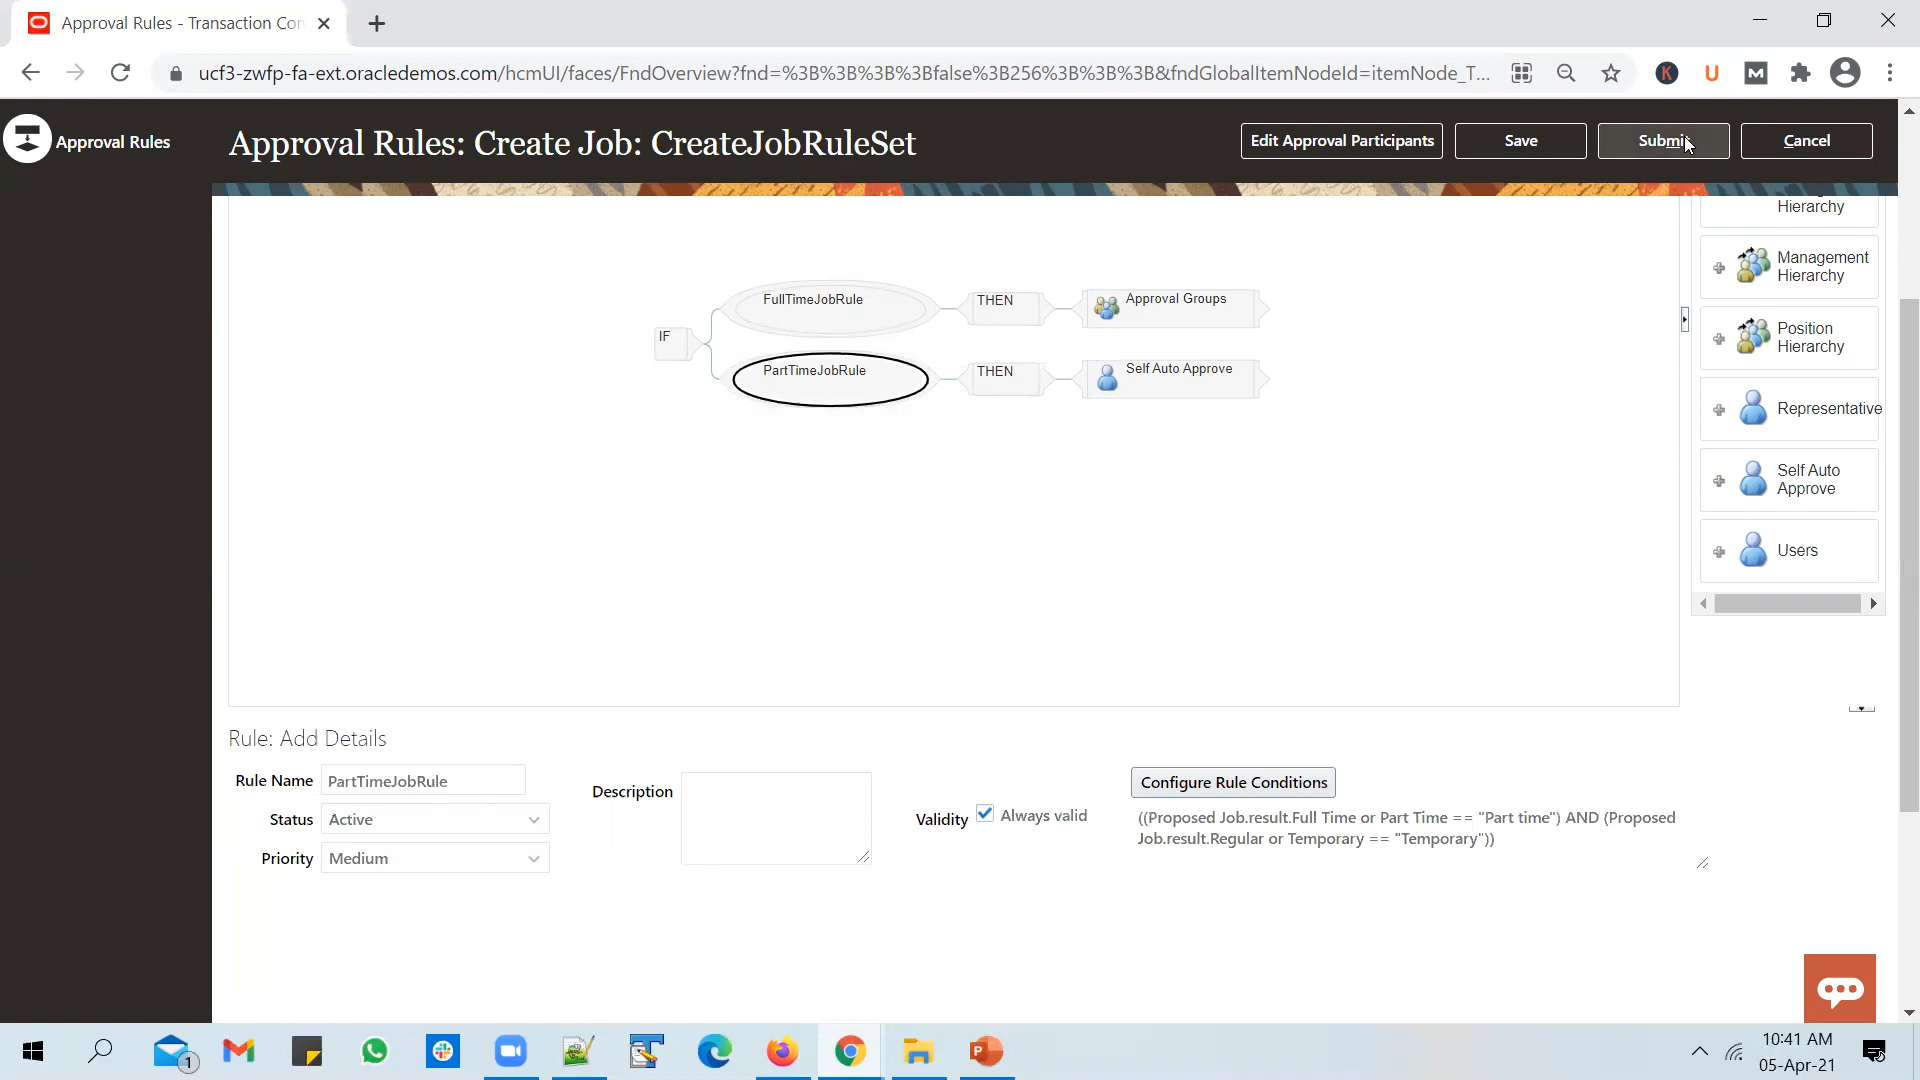 Approval Rules - Transaction Con
ucf3-zwfp-fa-ext.oracledemos.com/hcmUI/faces/FndOverview?fnd=%3B%3B%3B%3Bfalse%3B256%3B%3B%3B&fndGlobalItemNodeId=itemNode_T...
K
U
M
Approval Rules
Approval Rules: Create Job: CreateJobRuleSet
Edit Approval Participants
Save
Submit
Cancel
Hierarchy
Management
Hierarchy
Position
Hierarchy
Representative
Self Auto
Approve
Users
IF
FullTimeJobRule
THEN
Approval Groups
PartTimeJobRule
THEN
Self Auto Approve
Rule: Add Details
Rule Name
PartTimeJobRule
Status
Active
Priority
Medium
Description
Validity
Always valid
Configure Rule Conditions
((Proposed Job.result.Full Time or Part Time == "Part time") AND (Proposed
Job.result.Regular or Temporary == "Temporary"))
1
10:41 AM
05-Apr-21